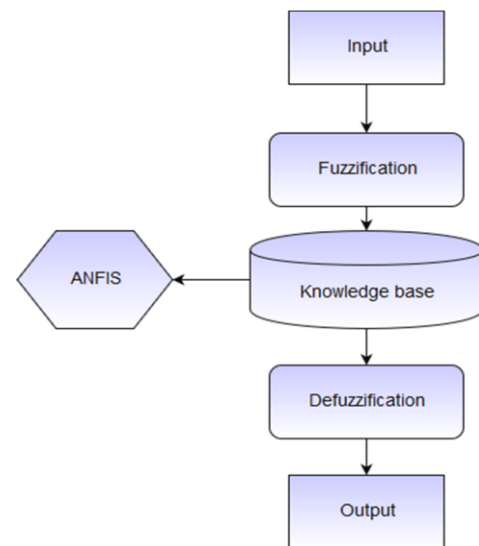 Input
Fuzzification
ANFIS
Knowledge base
Defuzzification
Output